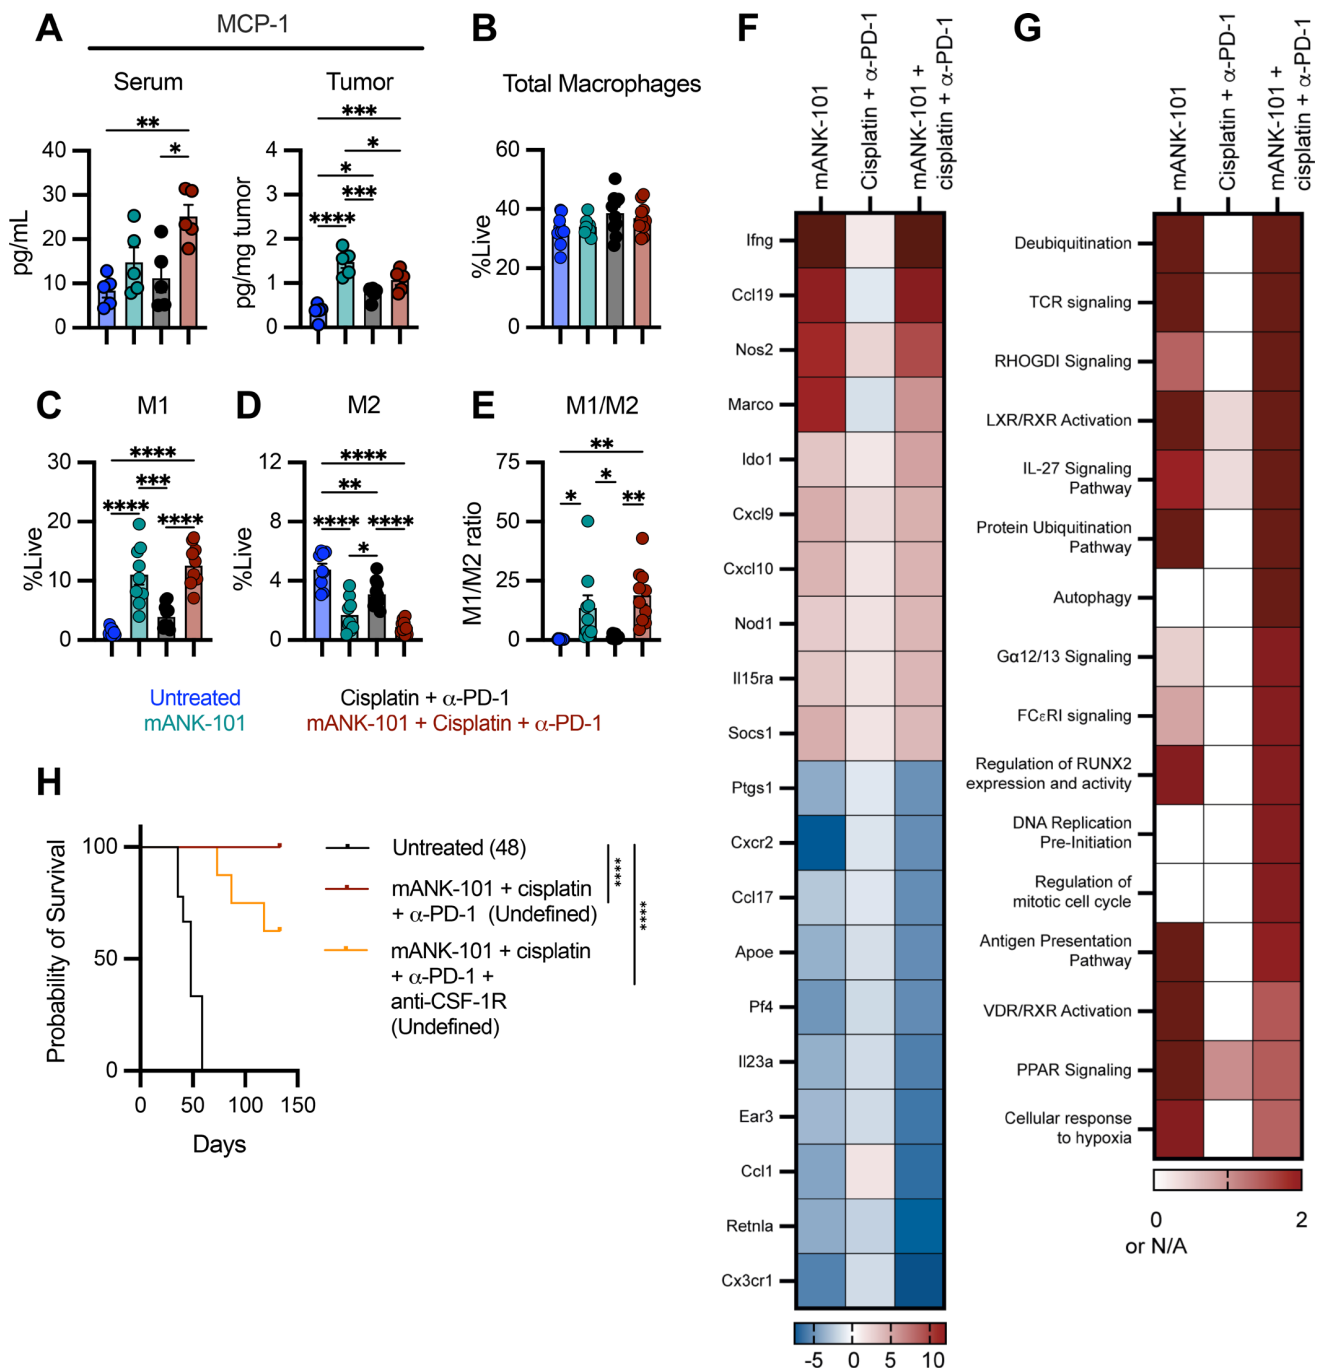 A
MCP-1
Serum
Tumor
**
*
***
*
*
***
****
pg/mL
40
30
20
10
0
pg/mg tumor
4
3
2
1
0
B
Total Macrophages
%Live
60
40
20
0
C
M1
****
***
****
****
%Live
30
20
10
0
D
M2
****
**
****
****
*
%Live
12
8
4
0
E
M1/M2
**
*
*
**
M1/M2 ratio
75
50
25
0
Untreated
Cisplatin + α-PD-1
mANK-101
mANK-101 + Cisplatin + α-PD-1
F
mANK-101
Cisplatin + α-PD-1
mANK-101 +
cisplatin + α-PD-1
Ifng
Ccl19
Nos2
Marco
Ido1
Cxcl9
Cxcl10
Nod1
Il15ra
Socs1
Ptgs1
Cxcr2
Ccl17
Apoe
Pf4
Il23a
Ear3
Ccl1
Retnla
Cx3cr1
-5
0
5
10
G
mANK-101
Cisplatin + α-PD-1
mANK-101 +
cisplatin + α-PD-1
Deubiquitination
TCR signaling
RHOGDI Signaling
LXR/RXR Activation
IL-27 Signaling
Pathway
Protein Ubiquitination
Pathway
Autophagy
Gα12/13 Signaling
FCεRI signaling
Regulation of RUNX2
expression and activity
DNA Replication
Pre-Initiation
Regulation of
mitotic cell cycle
Antigen Presentation
Pathway
VDR/RXR Activation
PPAR Signaling
Cellular response
to hypoxia
0
2
or N/A
H
Probability of Survival
100
50
0
0
50
100
150
Days
Untreated (48)
mANK-101 + cisplatin
+ α-PD-1 (Undefined)
mANK-101 + cisplatin
+ α-PD-1 +
anti-CSF-1R
(Undefined)
****
****